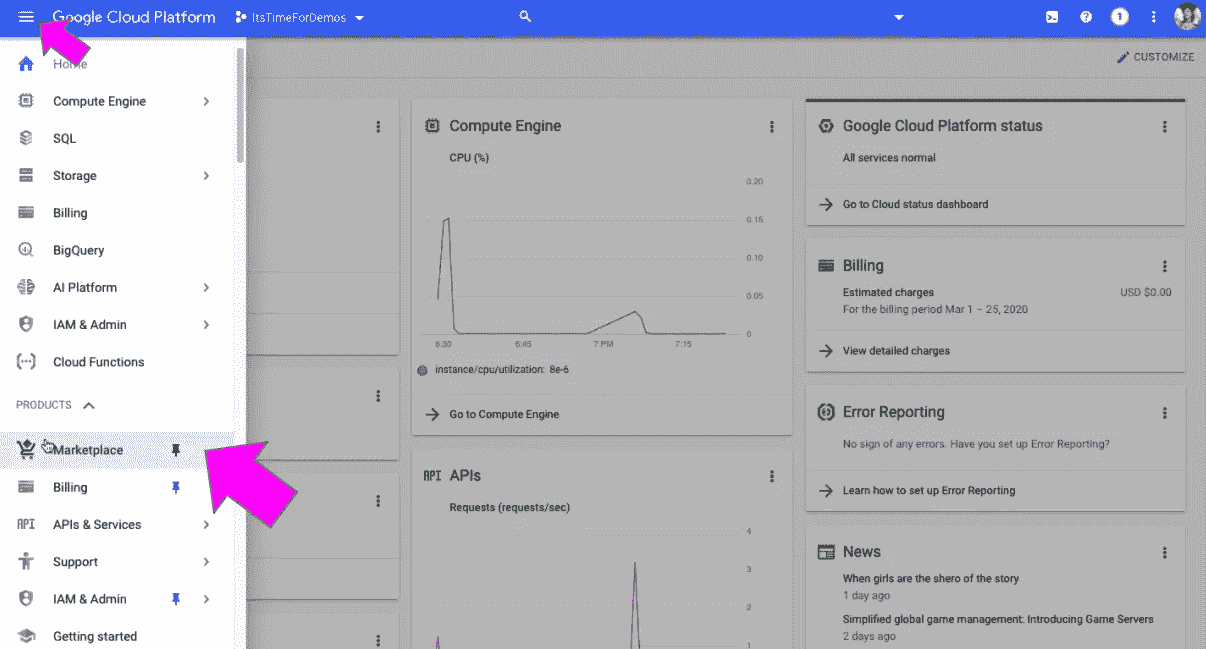 Google Cloud Platform
ItsTimeForDemos
1
CUSTOMIZE
Home
Compute Engine
SQL
Storage
Billing
BigQuery
AI Platform
IAM & Admin
Cloud Functions
PRODUCTS
Marketplace
Billing
API
APIs & Services
Support
IAM & Admin
Getting started
Compute Engine
CPU (%)
0.20
0.15
0.10
0.05
0
6:30 6:45 7 PM 7:15
instance/cpu/utilization: 8e-6
Go to Compute Engine
API APIs
Requests (requests/sec)
4
3
2
1
Google Cloud Platform status
All services normal
Go to Cloud status dashboard
Billing
Estimated charges USD $0.00
For the billing period Mar 1 – 25, 2020
View detailed charges
Error Reporting
No sign of any errors. Have you set up Error Reporting?
Learn how to set up Error Reporting
News
When girls are the shero of the story
1 day ago
Simplified global game management: Introducing Game Servers
2 days ago